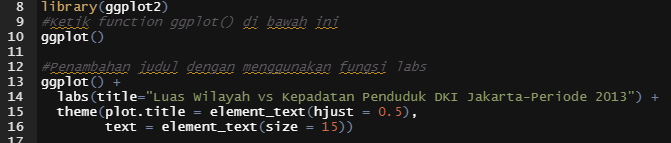 8 library(ggplot2)
9 #Ketik function ggplot() di bawah ini
10 ggplot()
11
12 #Penambahan judul dengan menggunakan fungsi labs
13 ggplot() +
14 labs(title="Luas Wilayah vs Kepadatan Penduduk DKI Jakarta-Periode 2013") +
15 theme(plot.title = element_text(hjust = 0.5),
16 text = element_text(size = 15))
17